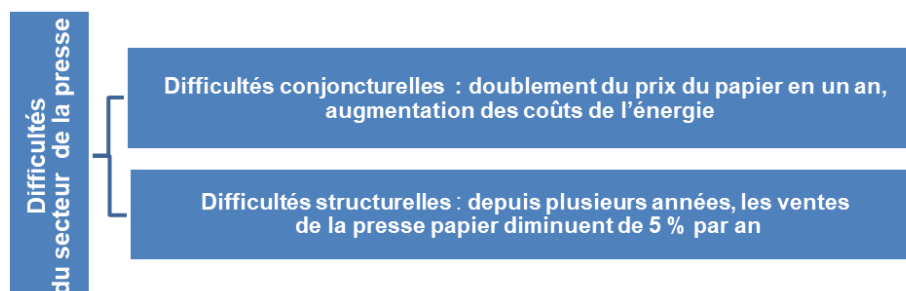 Difficultés
du secteur de la presse
Difficultés conjoncturelles : doublement du prix du papier en un an,
augmentation des coûts de l’énergie
Difficultés structurelles : depuis plusieurs années, les ventes
de la presse papier diminuent de 5 % par an